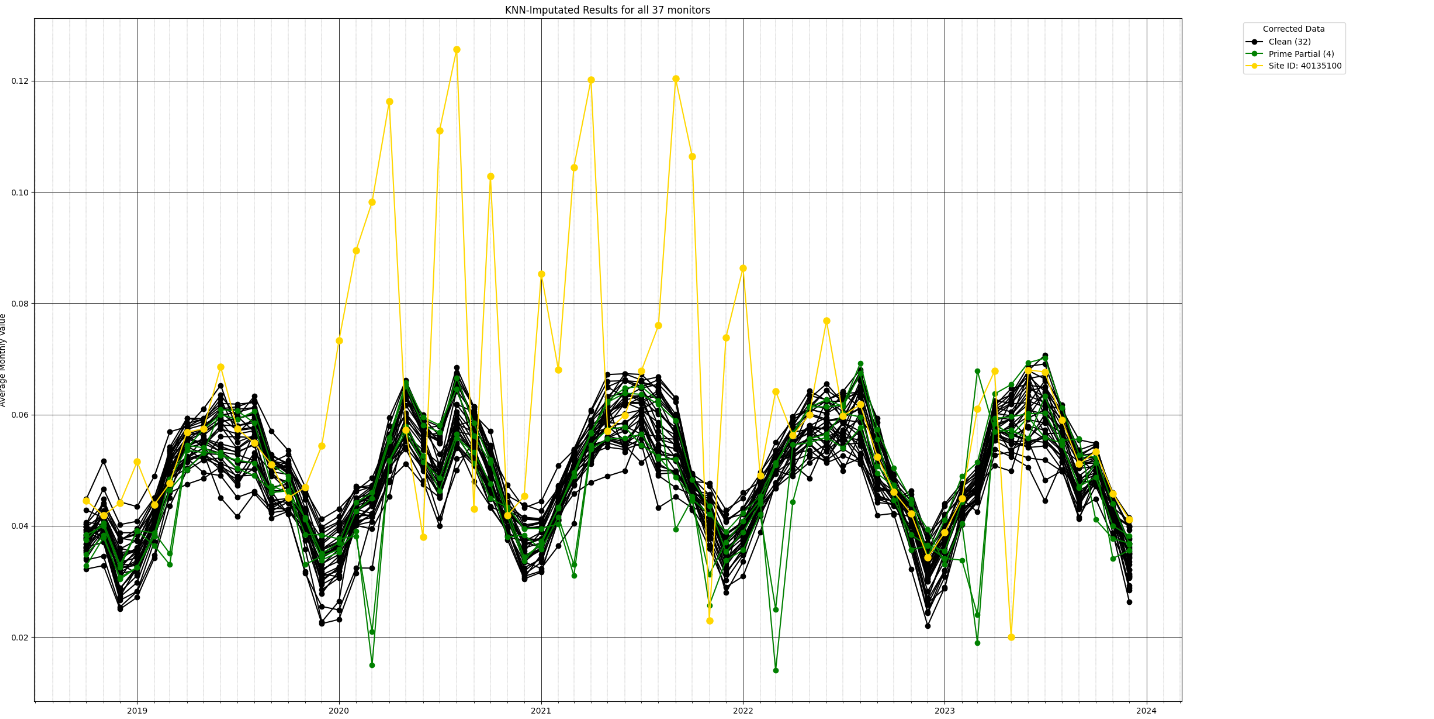 KNN-Imputated Results for all 37 monitors
Corrected Data
Clean (32)
Prime Partial (4)
Site ID: 40135100
0.12
0.10
0.08
0.06
0.04
0.02
Average Monthly Value
2019
2020
2021
2022
2023
2024